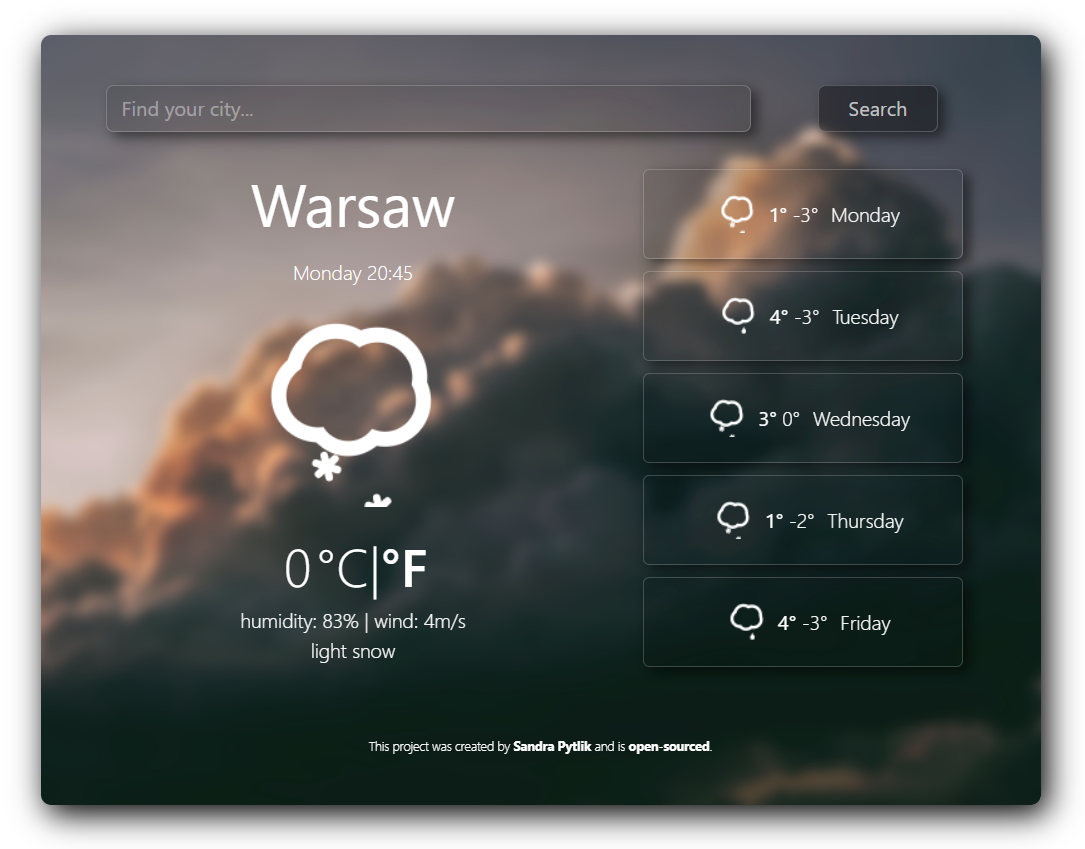 Find your city...
Search
Warsaw
Monday 20:45
0°C|°F
humidity: 83% | wind: 4m/s
light snow
1° -3° Monday
4° -3° Tuesday
3° 0° Wednesday
1° -2° Thursday
4° -3° Friday
This project was created by Sandra Pytlik and is open-sourced.